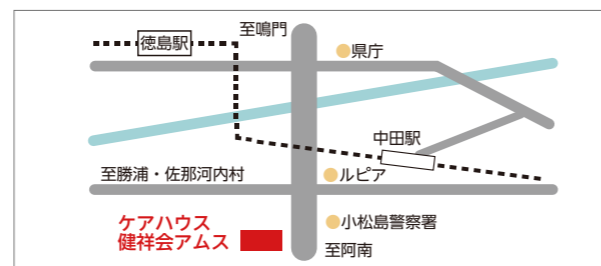 至鳴門
徳島駅
県庁
中田駅
至勝浦・佐那河内村
ルピア
ケアハウス
健祥会アムス
小松島警察署
至阿南